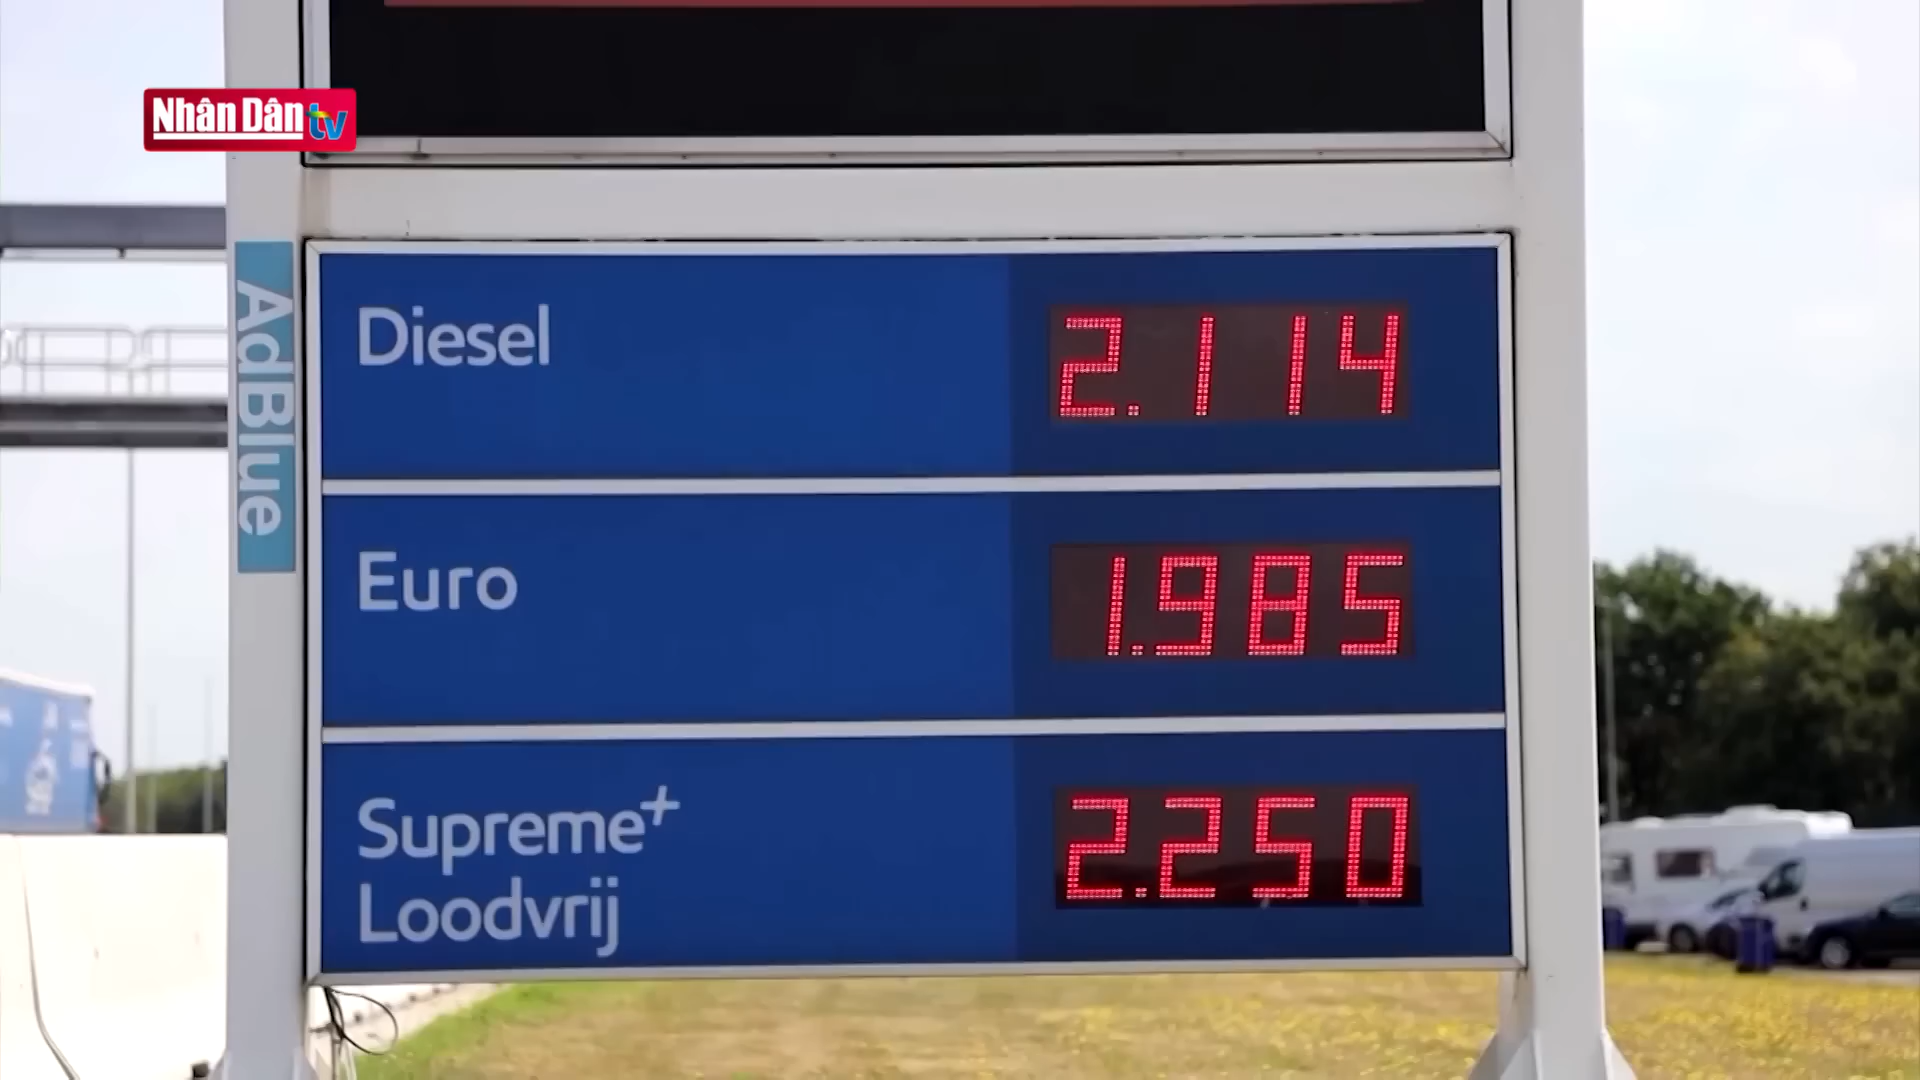 Nhân Dân tv
AdBlue
Diesel
2.114
Euro
1.985
Supreme+
Loodvrij
2.250